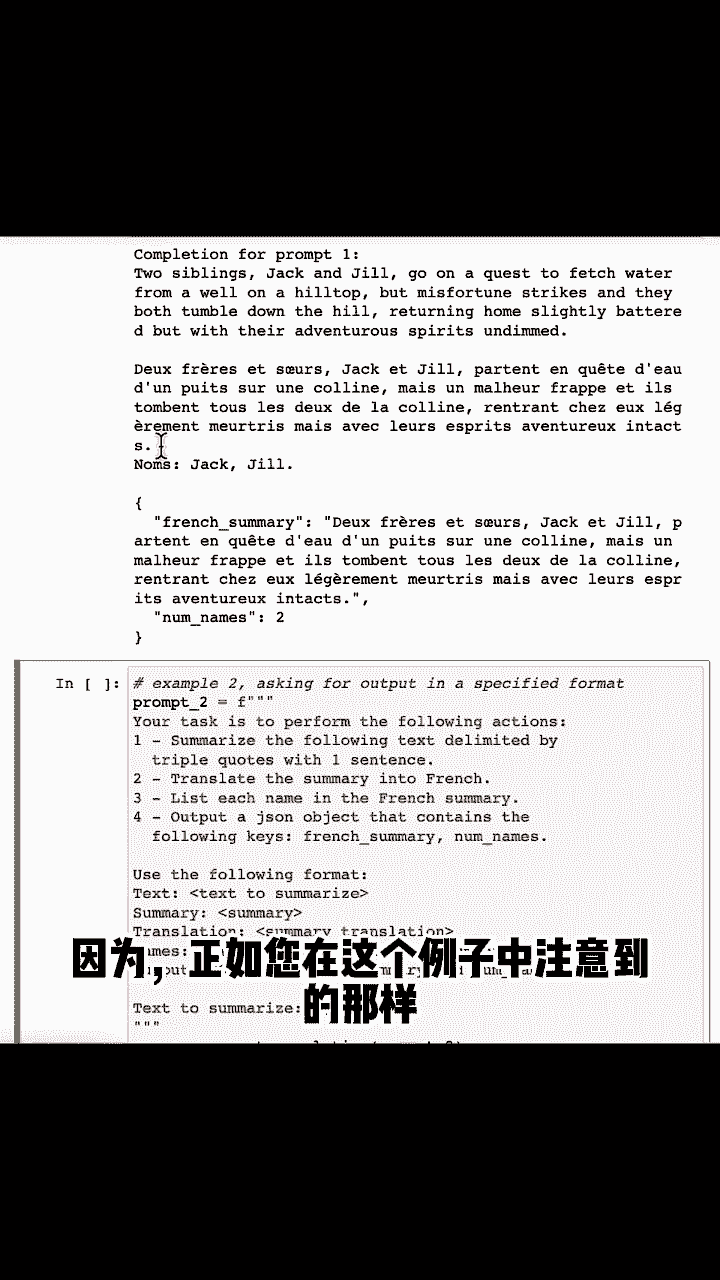 Completion for prompt 1:
Two siblings, Jack and Jill, go on a quest to fetch water
from a well on a hilltop, but misfortune strikes and they
both tumble down the hill, returning home slightly battere
d but with their adventurous spirits undimmed.
Deux frères et sœurs, Jack et Jill, partent en quête d'eau
d'un puits sur une colline, mais un malheur frappe et ils
tombent tous les deux de la colline, rentrant chez eux lég
èrement meurtris mais avec leurs esprits aventureux intact
s.
Noms: Jack, Jill.
{
"french_summary": "Deux frères et sœurs, Jack et Jill, p
artent en quête d'eau d'un puits sur une colline, mais un
malheur frappe et ils tombent tous les deux de la colline,
rentrant chez eux légèrement meurtris mais avec leurs espr
its aventureux intacts.",
"num_names": 2
}
In [ ]: # example 2, asking for output in a specified format
prompt_2 = f"""
Your task is to perform the following actions:
1 - Summarize the following text delimited by
triple quotes with 1 sentence.
2 - Translate the summary into French.
3 - List each name in the French summary.
4 - Output a json object that contains the
following keys: french_summary, num_names.
Use the following format:
Text: <text to summarize>
Summary: <summary>
Translation: <summary translation>
因为，正如您在这个例子中注意到
的那样
Text to summarize:
"""